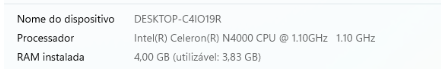 Nome do dispositivo DESKTOP-C4IO19R
Processador Intel(R) Celeron(R) N4000 CPU @ 1.10GHz 1.10 GHz
RAM instalada 4,00 GB (utilizável: 3,83 GB)